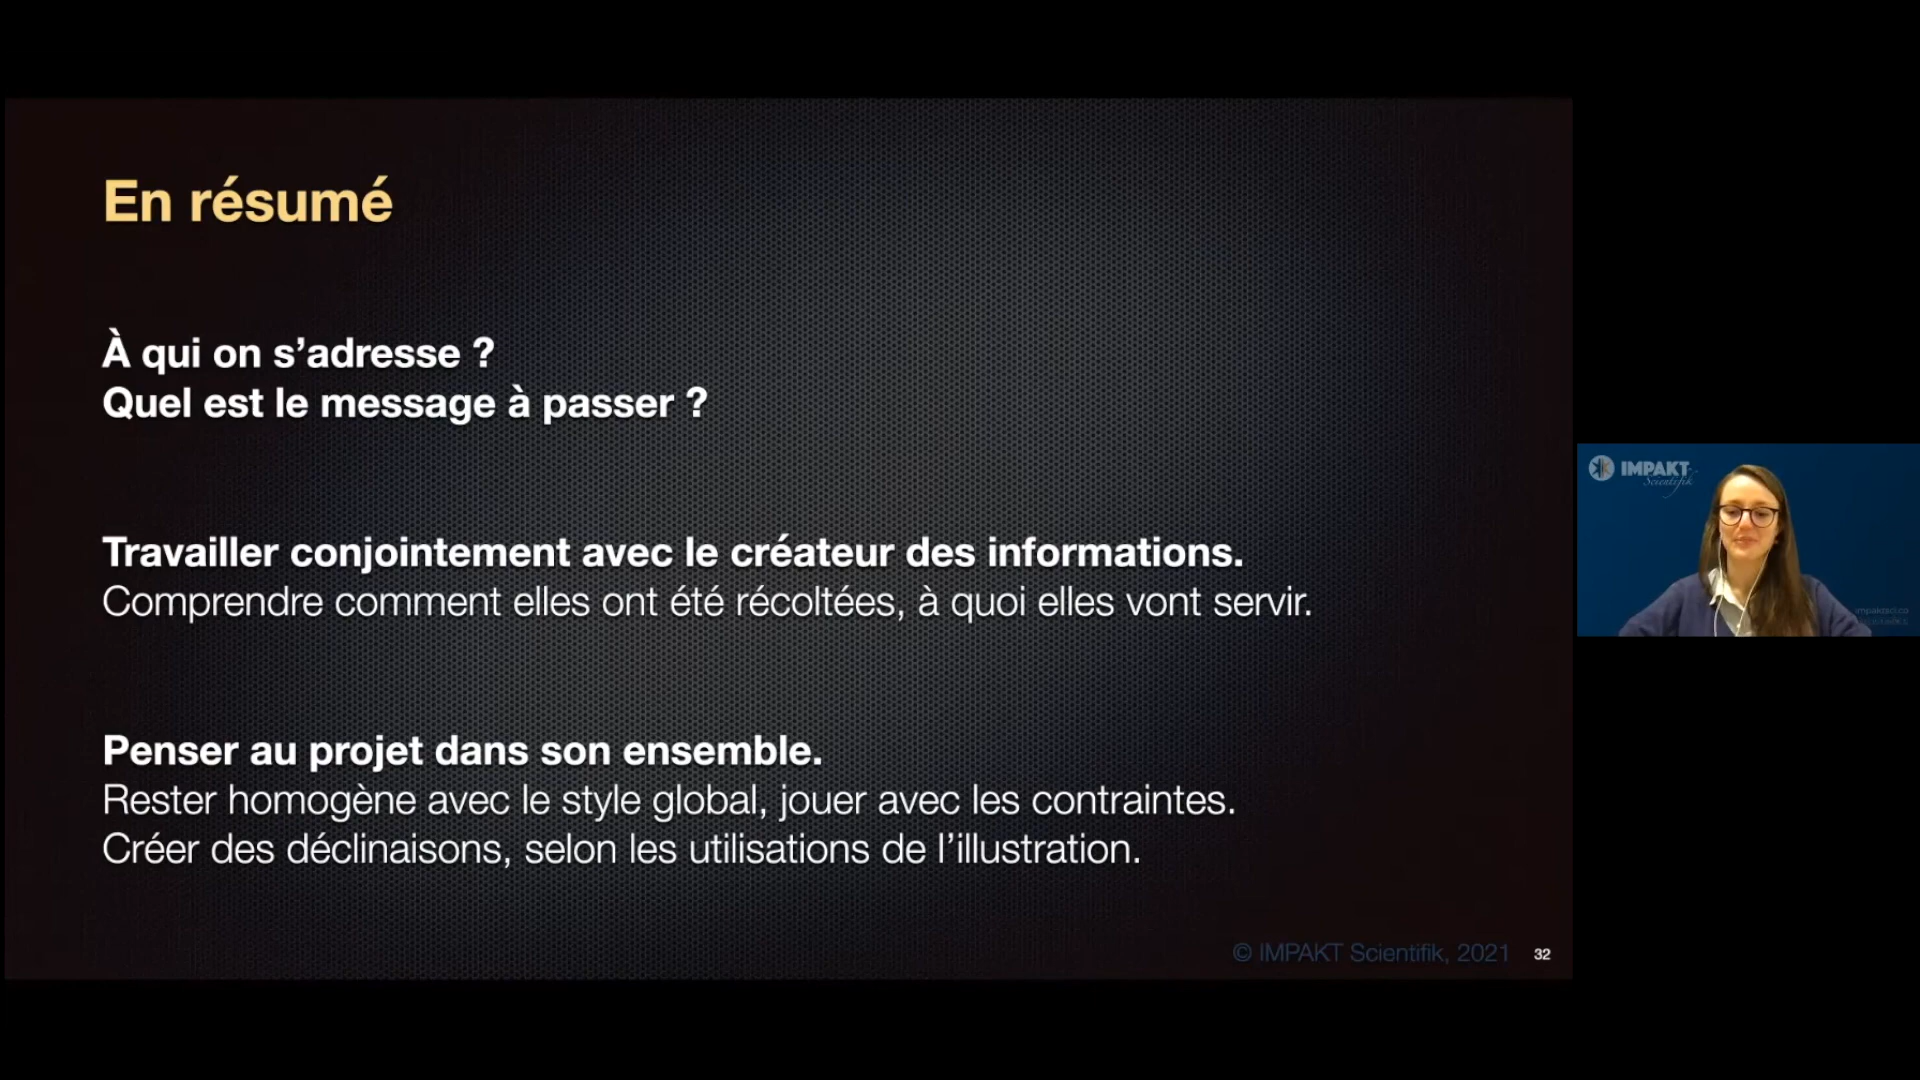 En résumé
À qui on s’adresse ?
Quel est le message à passer ?
Travailler conjointement avec le créateur des informations.
Comprendre comment elles ont été récoltées, à quoi elles vont servir.
Penser au projet dans son ensemble.
Rester homogène avec le style global, jouer avec les contraintes.
Créer des déclinaisons, selon les utilisations de l’illustration.
© IMPAKT Scientifik, 2021 32
IMPAKT
Scientifik